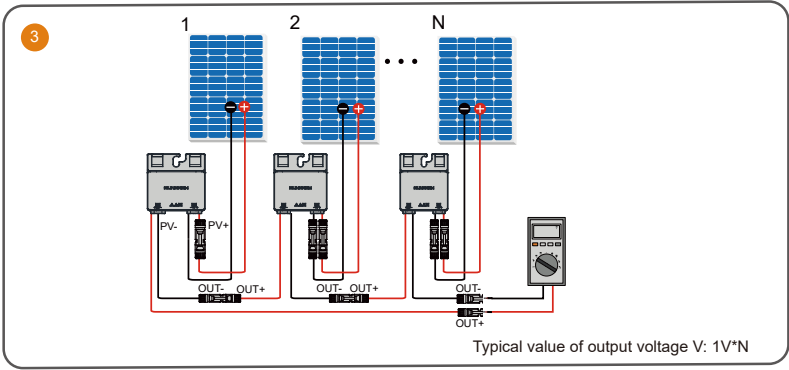 3
1
2
N
PV-
PV+
OUT-
OUT+
OUT-
OUT+
OUT-
OUT+
Typical value of output voltage V: 1V*N